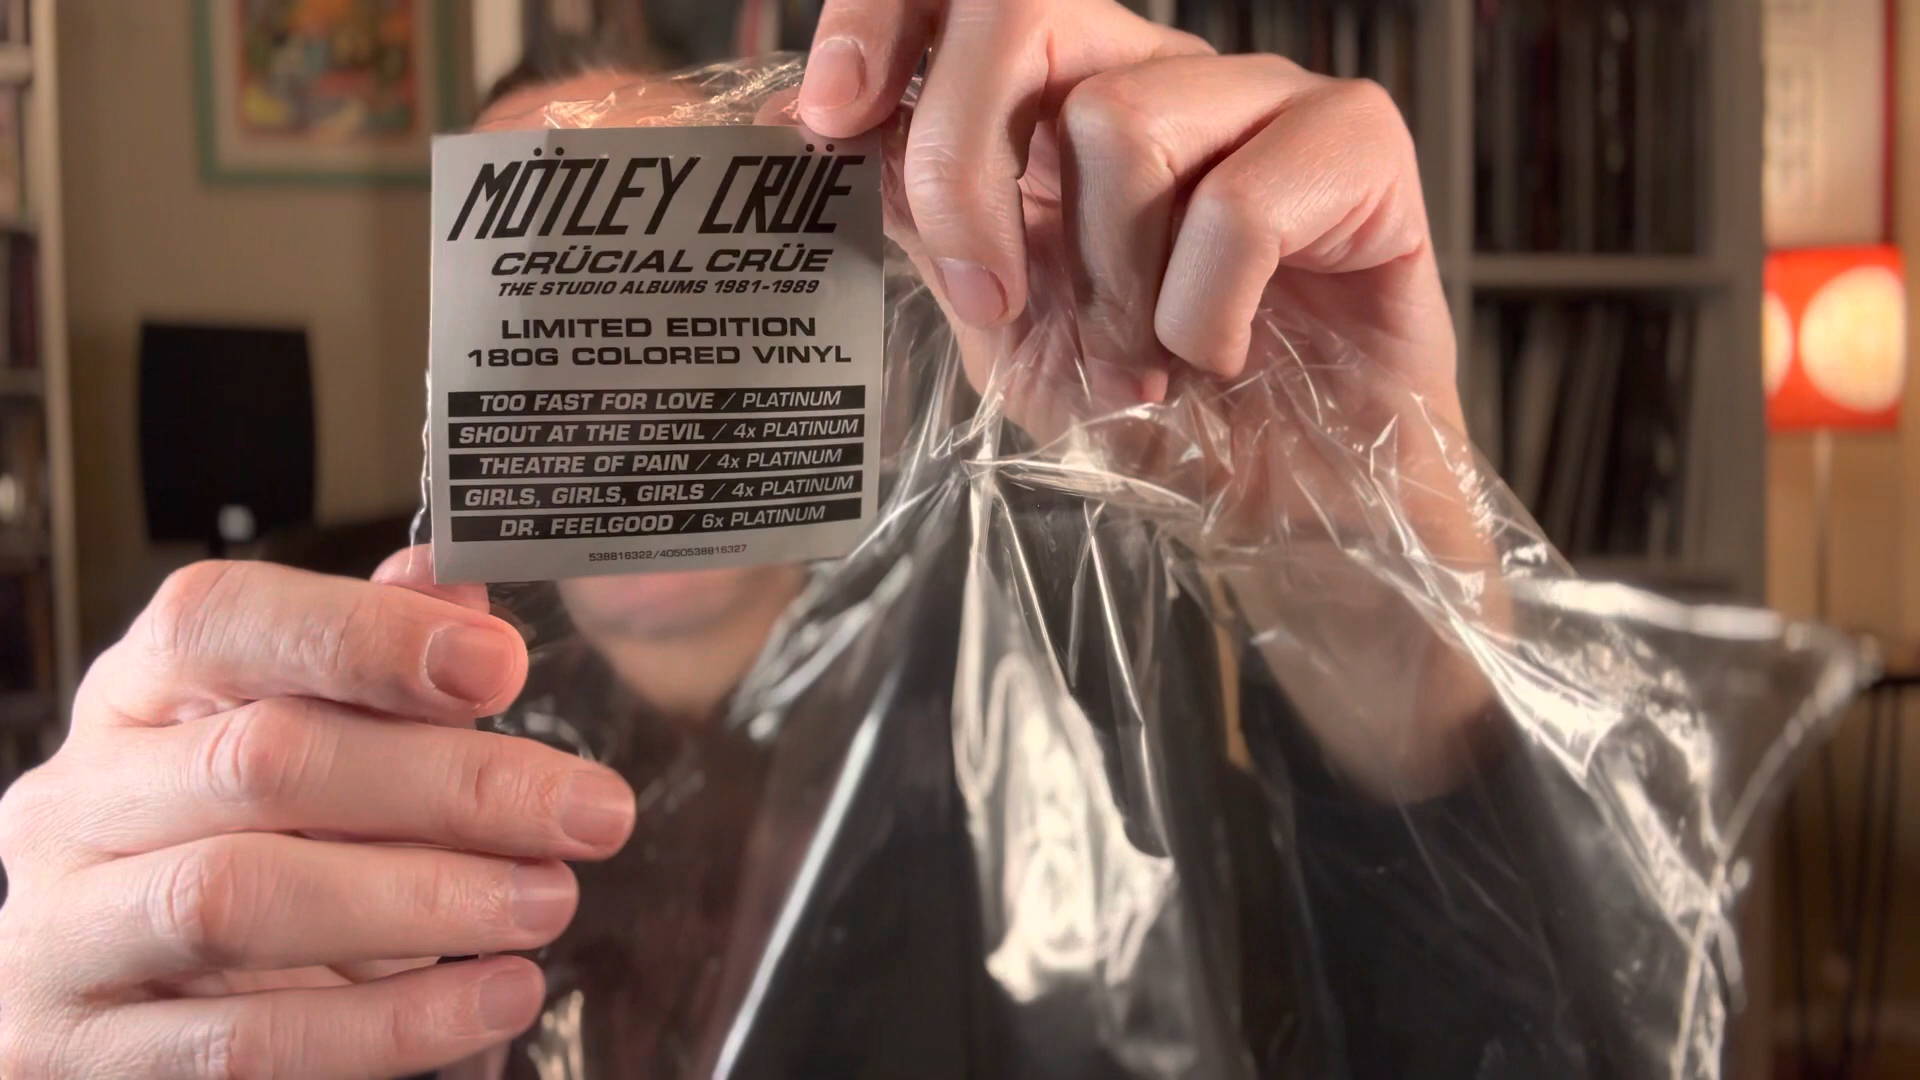 MÖTLEY CRÜE
CRÜCIAL CRÜE
THE STUDIO ALBUMS 1981-1989
LIMITED EDITION
180G COLORED VINYL
TOO FAST FOR LOVE / PLATINUM
SHOUT AT THE DEVIL / 4x PLATINUM
THEATRE OF PAIN / 4x PLATINUM
GIRLS, GIRLS, GIRLS / 4x PLATINUM
DR. FEELGOOD / 6x PLATINUM
538816322/4050538816327